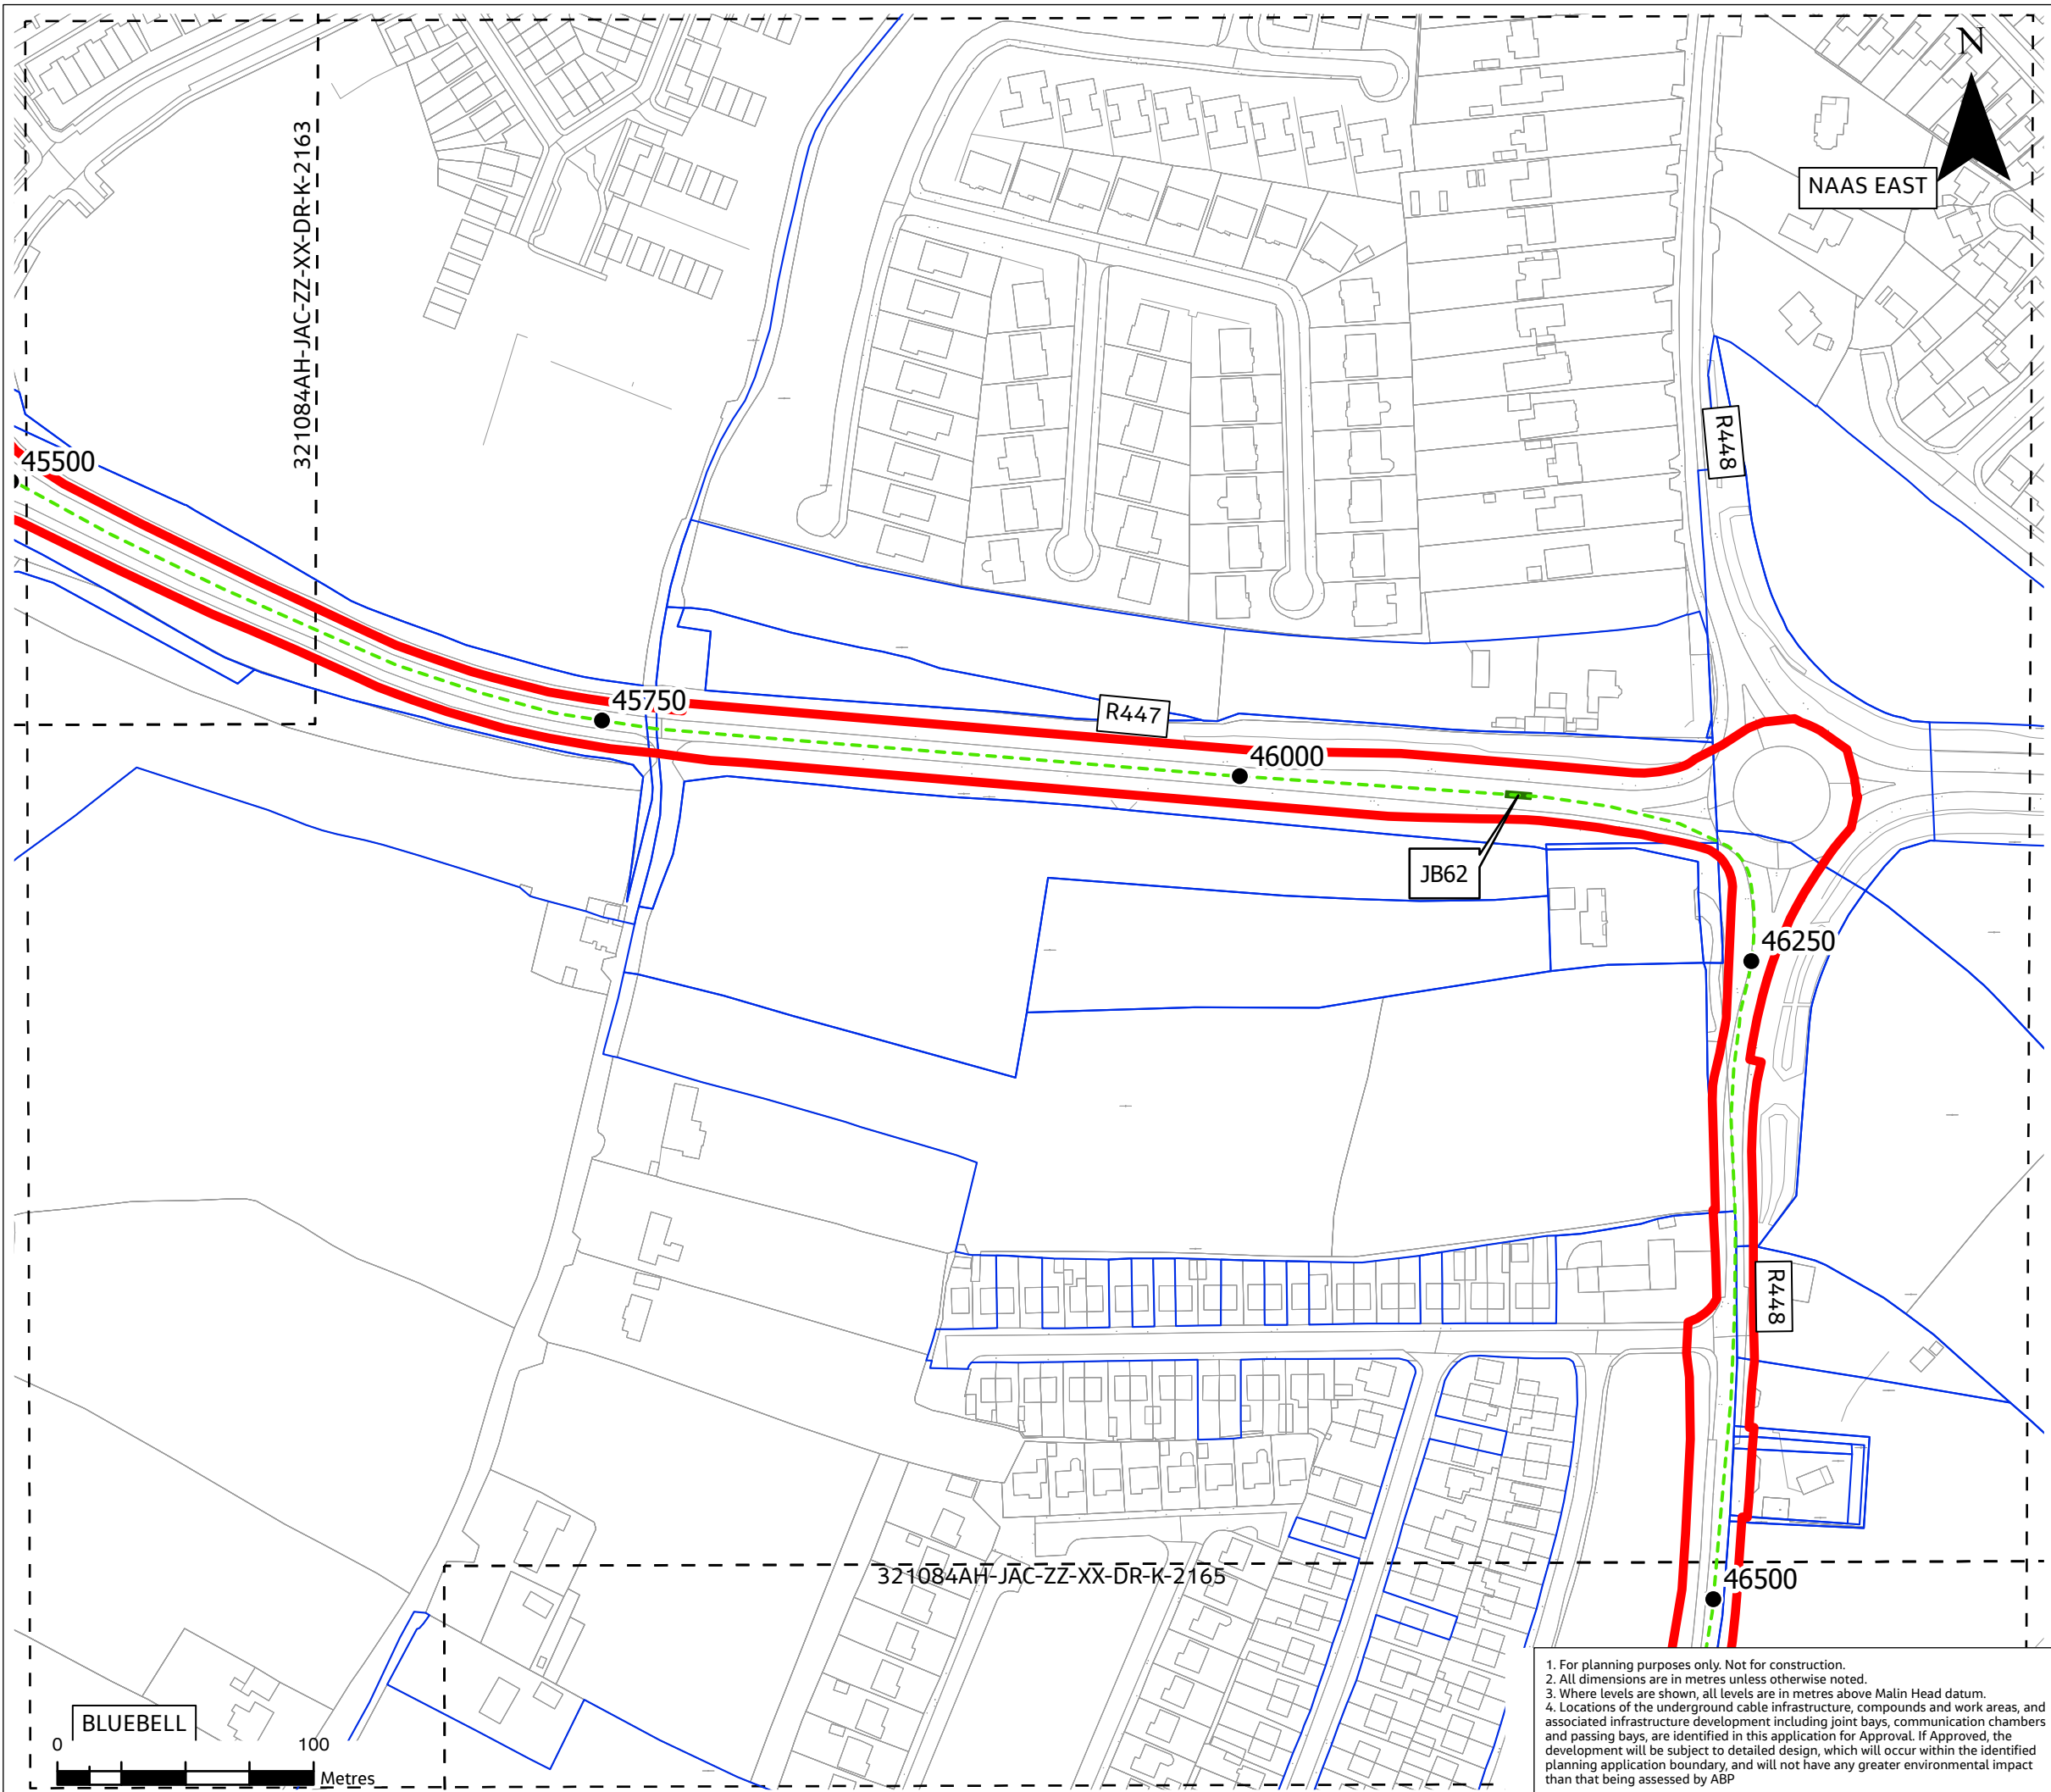 N
321084AH-JAC-ZZ-XX-DR-K-2163
NAAS EAST
R448
45500
45750
R447
46000
JB62
46250
R448
321084AH-JAC-ZZ-XX-DR-K-2165
46500
BLUEBELL
0 100
Metres
1. For planning purposes only. Not for construction.
2. All dimensions are in metres unless otherwise noted.
3. Where levels are shown, all levels are in metres above Malin Head datum.
4. Locations of the underground cable infrastructure, compounds and work areas, and
associated infrastructure development including joint bays, communication chambers
and passing bays, are identified in this application for Approval. If Approved, the
development will be subject to detailed design, which will occur within the identified
planning application boundary, and will not have any greater environmental impact
than that being assessed by ABP